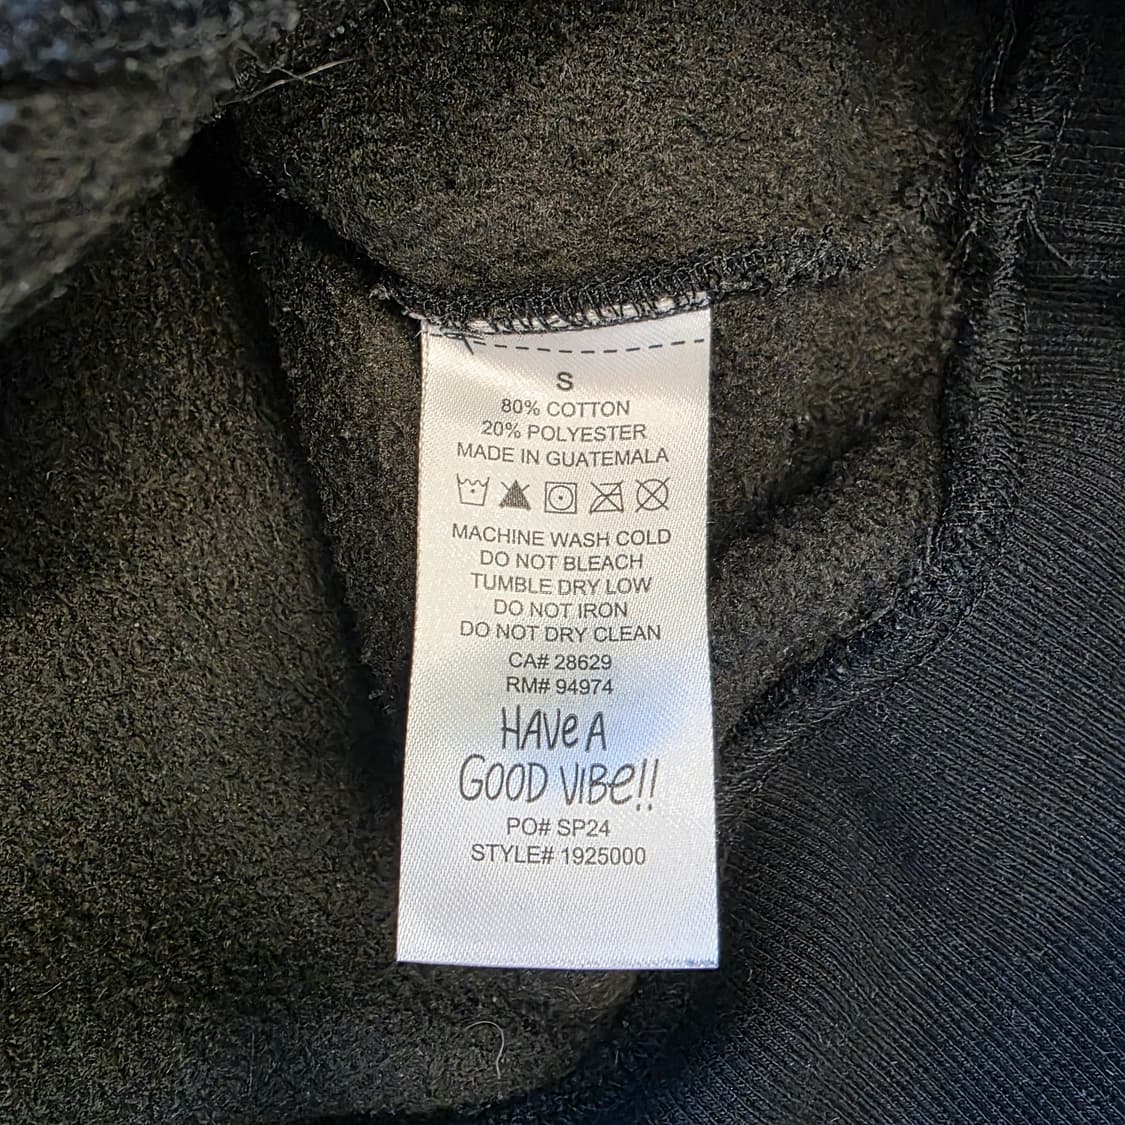 S
80% COTTON
20% POLYESTER
MADE IN GUATEMALA
MACHINE WASH COLD
DO NOT BLEACH
TUMBLE DRY LOW
DO NOT IRON
DO NOT DRY CLEAN
CA# 28629
RM# 94974
HAVe A
GOOD VIBe!!
PO# SP24
STYLE# 1925000